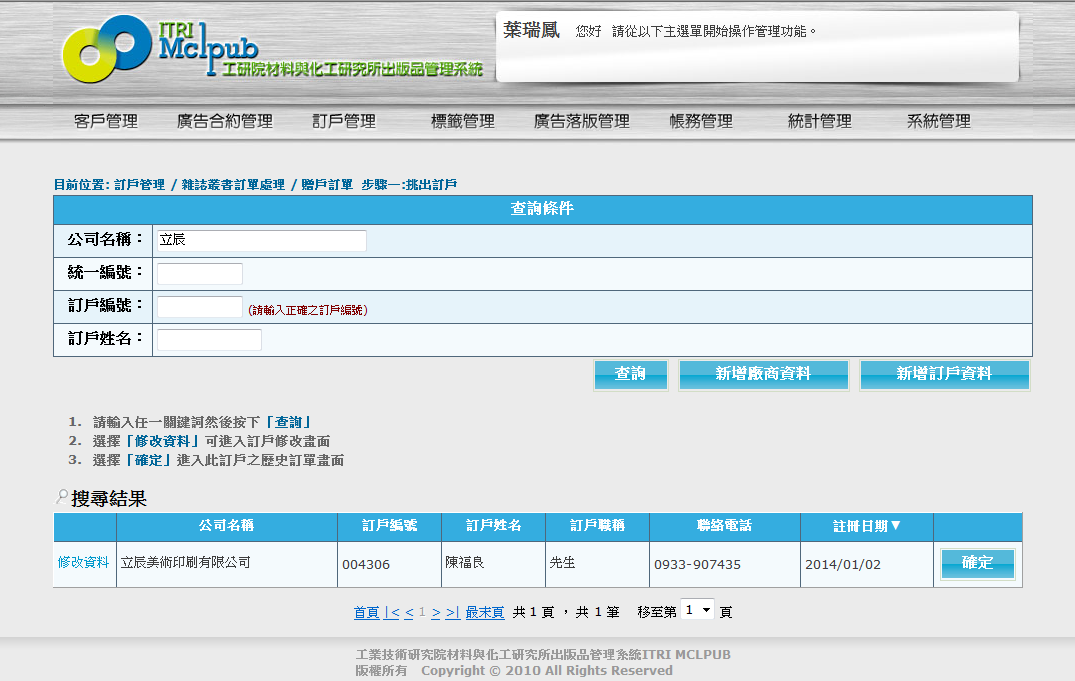 ITRI
Mclpub
工研院材料與化工研究所出版品管理系統
葉瑞鳳 您好 請從以下主選單開始操作管理功能。
客戶管理 廣告合約管理 訂戶管理 標籤管理 廣告落版管理 帳務管理 統計管理 系統管理
目前位置: 訂戶管理 / 雜誌叢書訂單處理 / 贈戶訂單 步驟一:挑出訂戶
查詢條件
公司名稱： 立辰
統一編號：
訂戶編號： (請輸入正確之訂戶編號)
訂戶姓名：
查詢 新增廠商資料 新增訂戶資料
1. 請輸入任一關鍵詞然後按下「查詢」
2. 選擇「修改資料」可進入訂戶修改畫面
3. 選擇「確定」進入此訂戶之歷史訂單畫面
搜尋結果
公司名稱 訂戶編號 訂戶姓名 訂戶職稱 聯絡電話 註冊日期▼
修改資料 立辰美術印刷有限公司 004306 陳福良 先生 0933-907435 2014/01/02 確定
首頁 |< < 1 > >| 最末頁 共 1 頁 ， 共 1 筆 移至第 1 頁
工業技術研究院材料與化工研究所出版品管理系統ITRI MCLPUB
版權所有 Copyright © 2010 All Rights Reserved